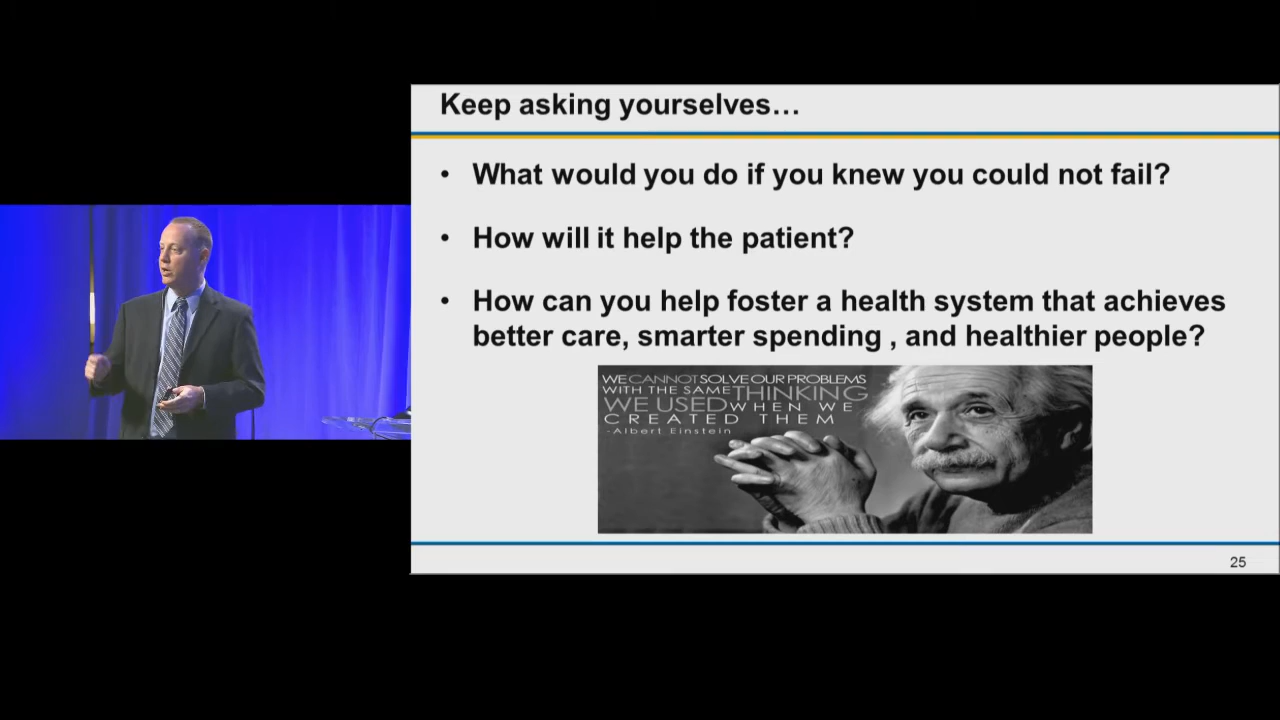 Keep asking yourselves…
• What would you do if you knew you could not fail?
• How will it help the patient?
• How can you help foster a health system that achieves
better care, smarter spending , and healthier people?
WE CANNOT SOLVE OUR PROBLEMS
WITH THE SAME THINKING
WE USED WHEN WE
CREATED THEM
-Albert Einstein
25